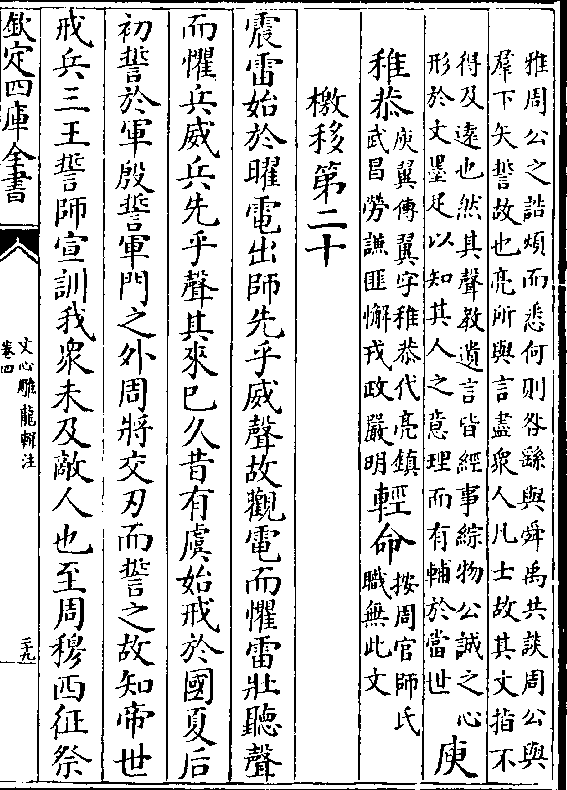 雅周公之誥煩而悉何則咎繇與舜禹共談周公與
羣下矢誓故也亮所與言盡衆人凡士故其文指不
得及遠也然其聲教遺言皆經事綜物公誠之心
形於文墨足以知其人之意理而有輔於當世
庾
稚恭
庾翼傳翼字稚恭代亮鎮
武昌勞謙匪懈戎政嚴明
輕命
按周官師氏
職無此文
檄移第二十
震雷始於曜電出師先乎威聲故觀電而懼雷壯聽聲
而懼兵威兵先乎聲其來已久昔有虞始戒於國夏后
初誓於軍殷誓軍門之外周將交刃而誓之故知帝世
戒兵三王誓師宣訓我衆未及敵人也至周穆西征祭
欽定四庫全書
文心雕龍輯注
卷四